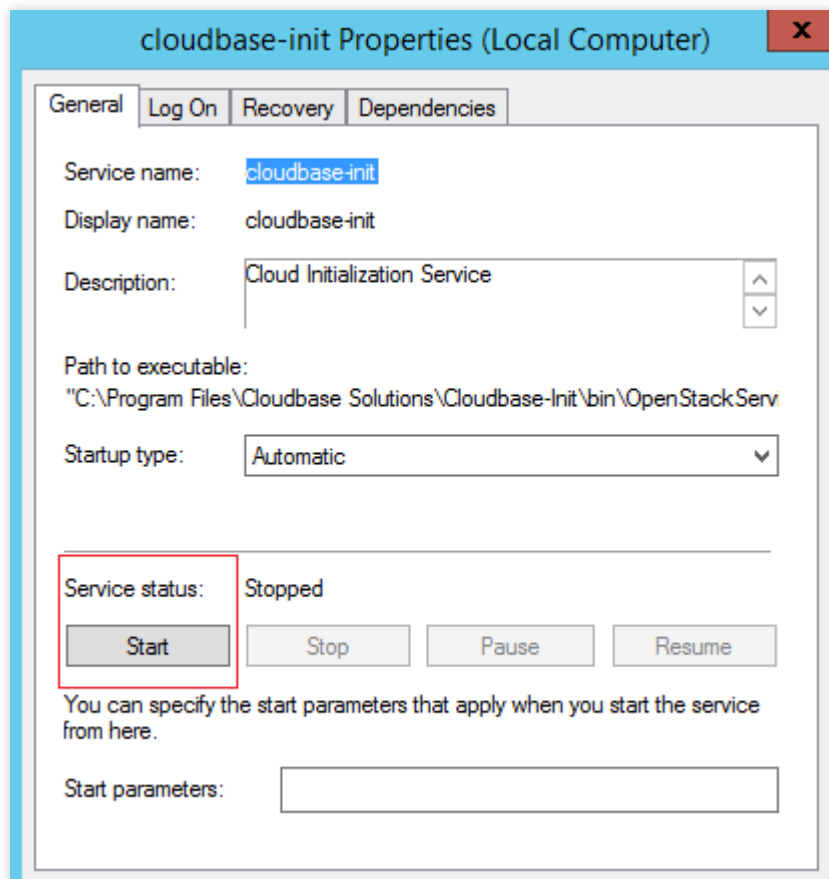 cloudbase-init Properties (Local Computer)
x
General Log On Recovery Dependencies
Service name: cloudbase-init
Display name: cloudbase-init
Description: Cloud Initialization Service
Path to executable:
"C:\Program Files\Cloudbase Solutions\Cloudbase-Init\bin\OpenStackServi
Startup type: Automatic
Service status: Stopped
Start Stop Pause Resume
You can specify the start parameters that apply when you start the service
from here.
Start parameters: